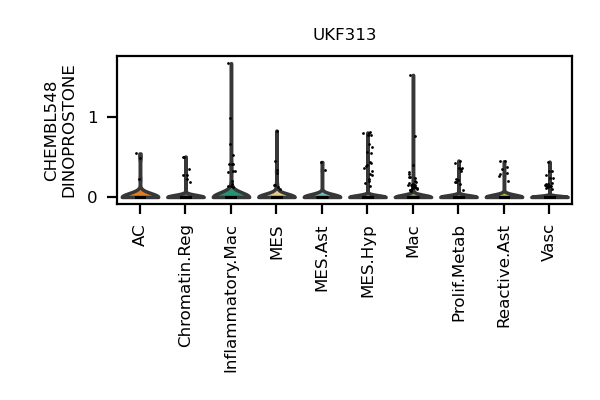 UKF313
CHEMBL548
DINOPROSTONE
1
0
AC
Chromatin.Reg
Inflammatory.Mac
MES
MES.Ast
MES.Hyp
Mac
Prolif.Metab
Reactive.Ast
Vasc